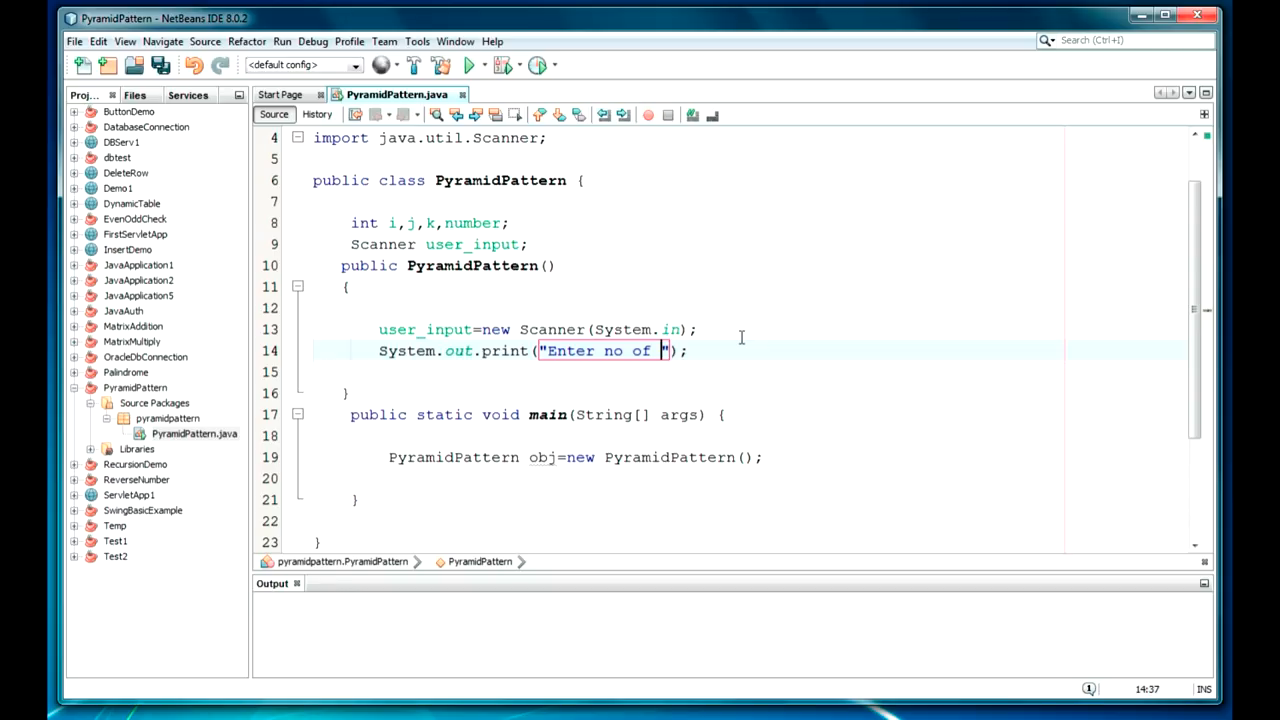 PyramidPattern - NetBeans IDE 8.0.2
File Edit View Navigate Source Refactor Run Debug Profile Team Tools Window Help
Search (Ctrl+I)
<default config>
Proj... Files Services
Start Page PyramidPattern.java
Source History
ButtonDemo
DatabaseConnection
DBServ1
dbtest
DeleteRow
Demo1
DynamicTable
EvenOddCheck
FirstServletApp
InsertDemo
JavaApplication1
JavaApplication2
JavaApplication5
JavaAuth
MatrixAddition
MatrixMultiply
OracleDbConnection
Palindrome
PyramidPattern
Source Packages
pyramidpattern
PyramidPattern.java
Libraries
RecursionDemo
ReverseNumber
ServletApp1
SwingBasicExample
Temp
Test1
Test2
4 import java.util.Scanner;
5
6 public class PyramidPattern {
7
8 int i,j,k,number;
9 Scanner user_input;
10 public PyramidPattern()
11 {
12
13 user_input=new Scanner(System.in);
14 System.out.print("Enter no of ");
15
16 }
17 public static void main(String[] args) {
18
19 PyramidPattern obj=new PyramidPattern();
20
21 }
22
23 }
pyramidpattern.PyramidPattern PyramidPattern
Output
1 14:37 INS